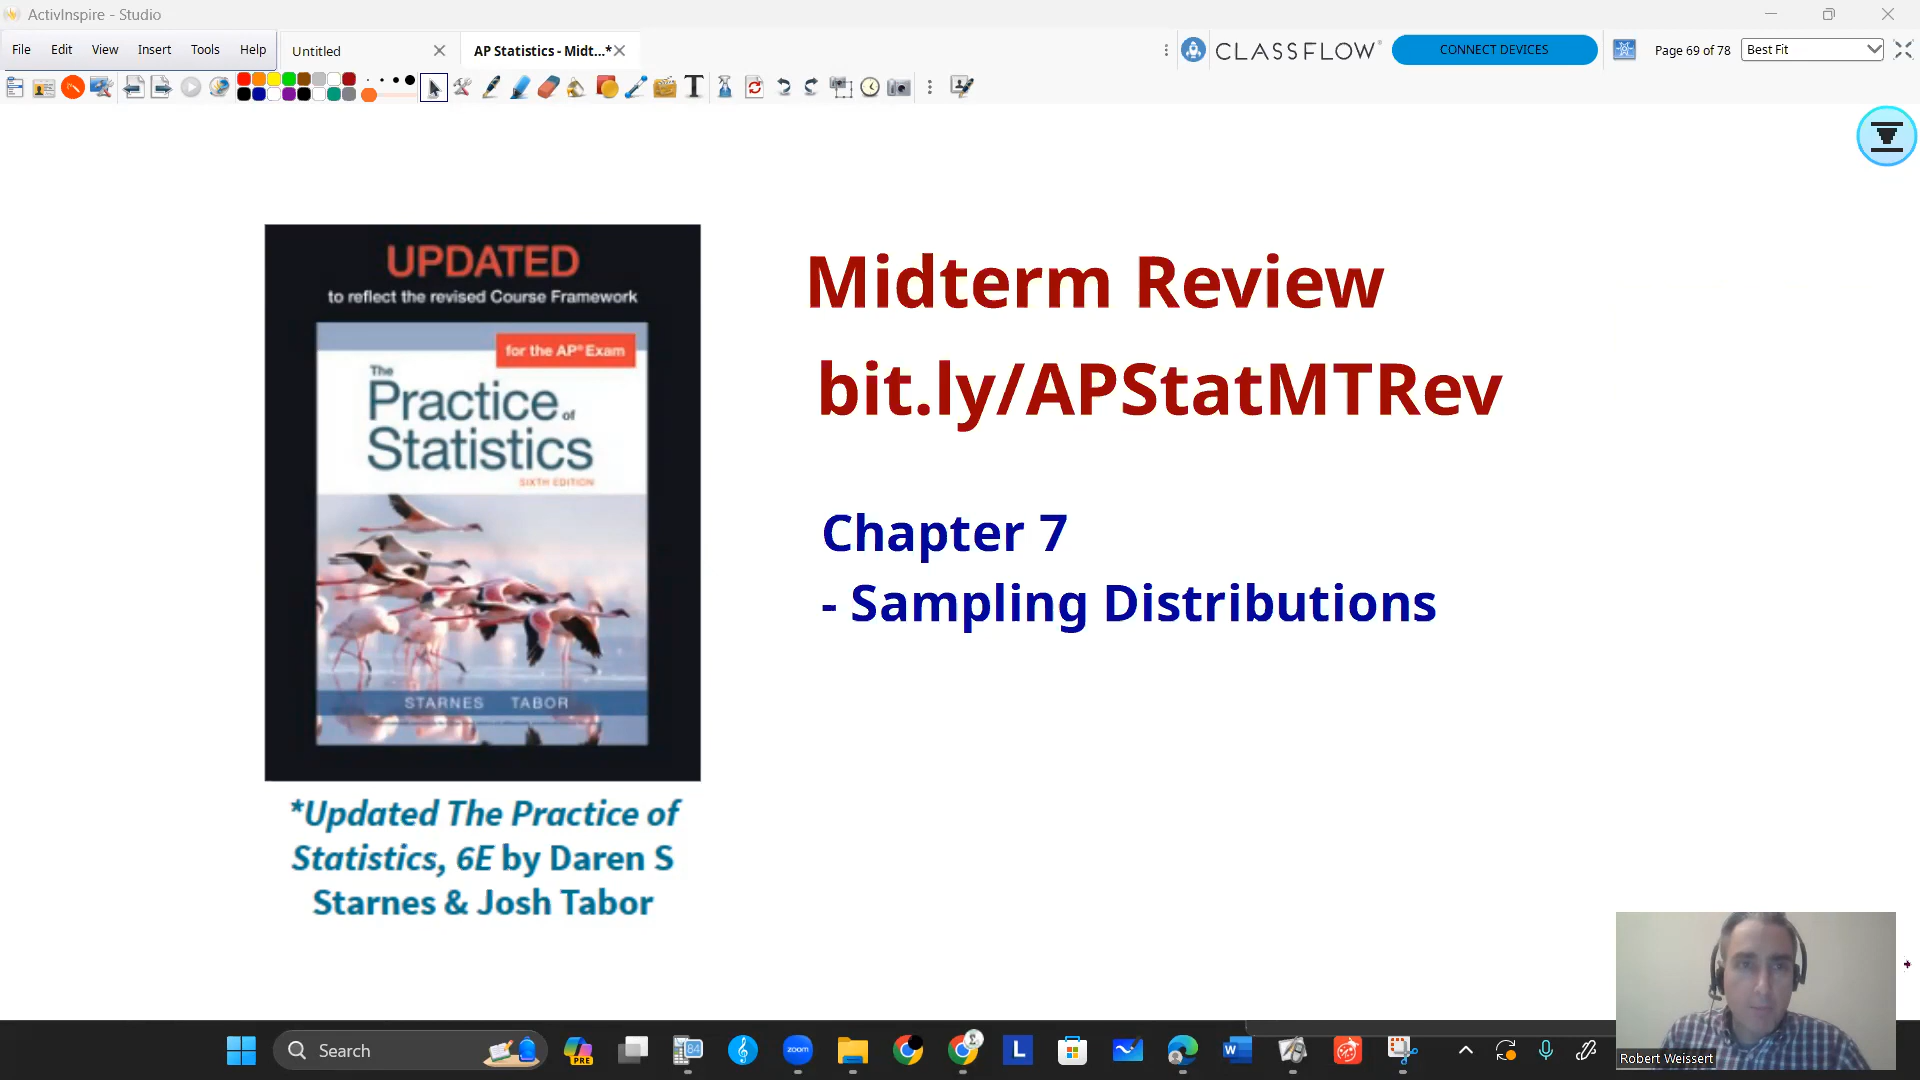 ActivInspire - Studio
File Edit View Insert Tools Help
Untitled
AP Statistics - Midt...*
CLASSFLOW
CONNECT DEVICES
Page 69 of 78
Best Fit
UPDATED
to reflect the revised Course Framework
for the AP® Exam
The
Practice of
Statistics
SIXTH EDITION
STARNES TABOR
*Updated The Practice of
Statistics, 6E by Daren S
Starnes & Josh Tabor
Midterm Review
bit.ly/APStatMTRev
Chapter 7
- Sampling Distributions
Robert Weissert
Search
PRE
84
zoom
L
W